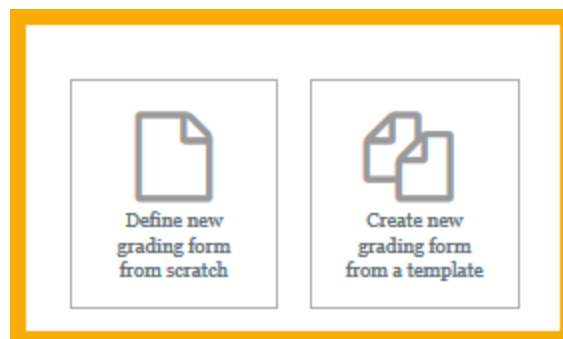 Define new
grading form
from scratch
Create new
grading form
from a template